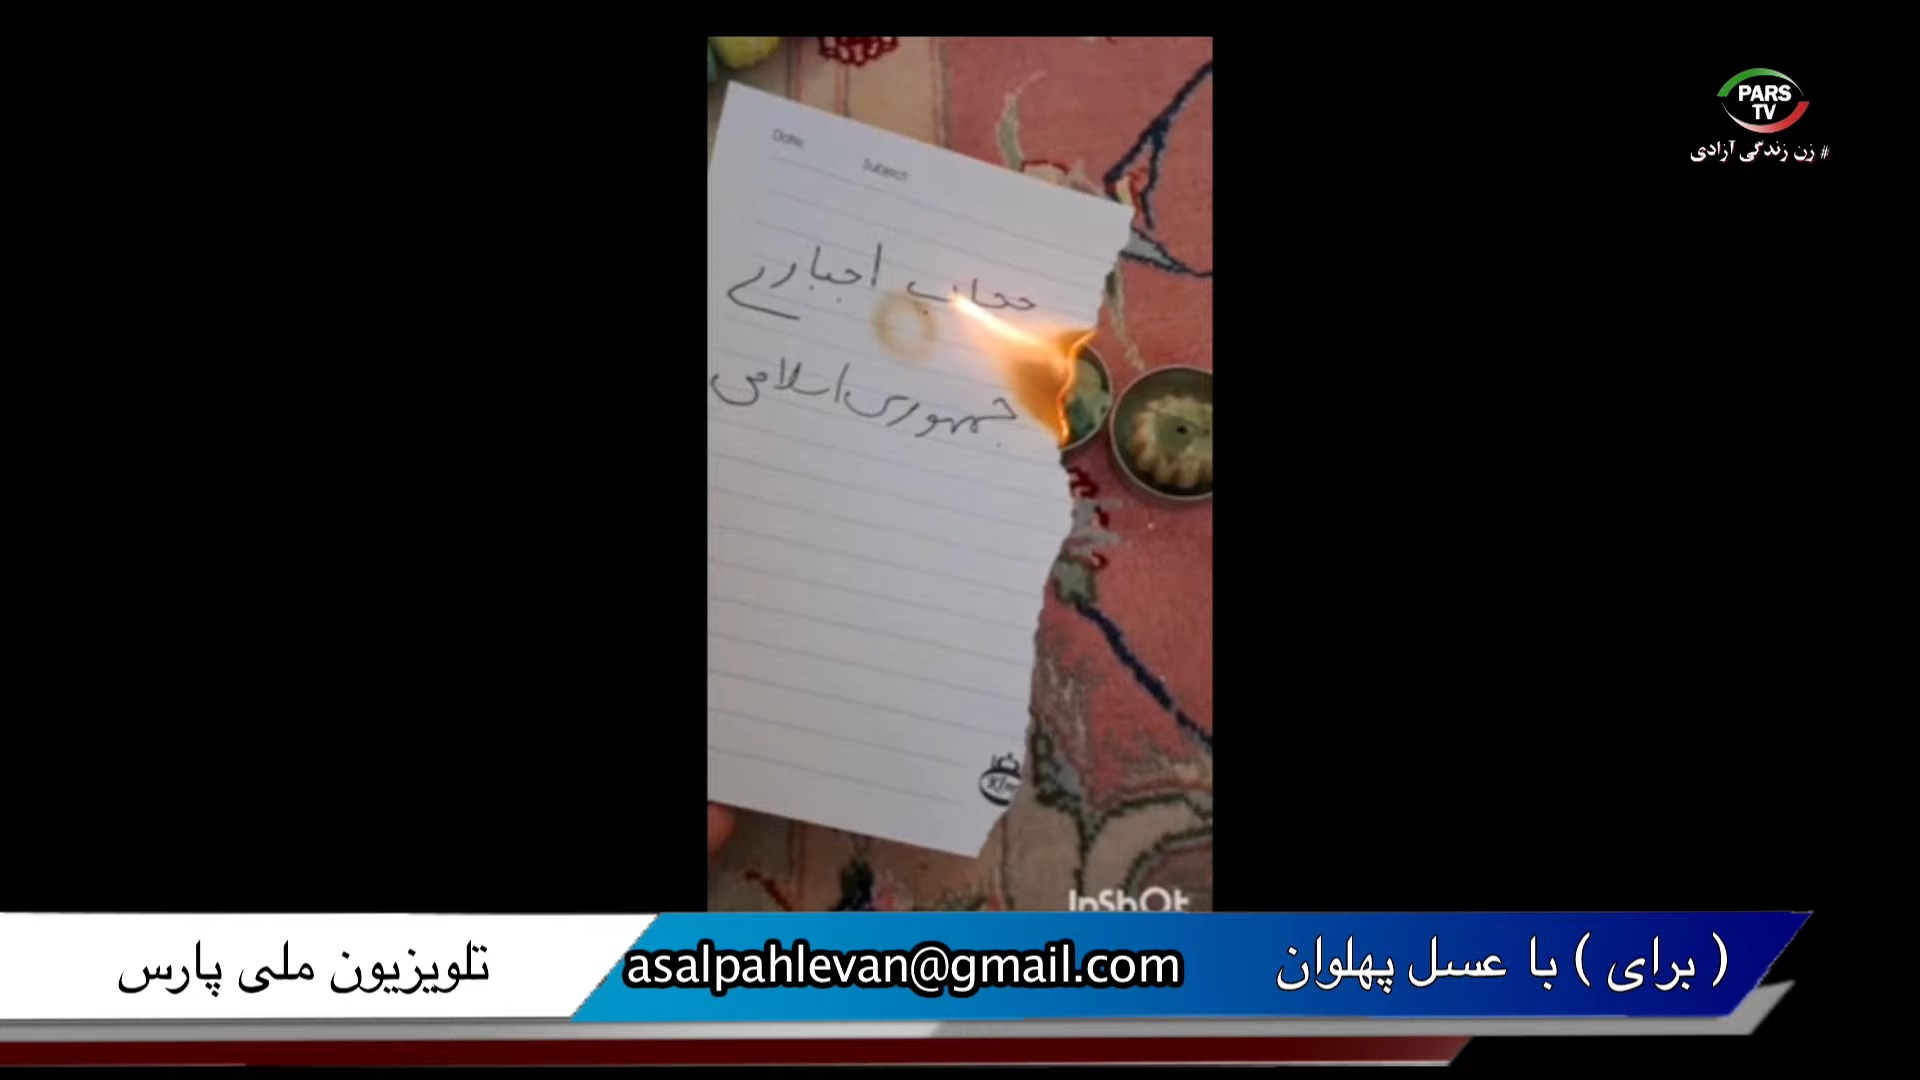 PARS
TV
# زن زندگی آزادی
Date:
Subject:
حجاب اجباری
جمهوری اسلامی
InShOt
( برای ) با عسل پهلوان
asalpahlevan@gmail.com
تلویزیون ملی پارس